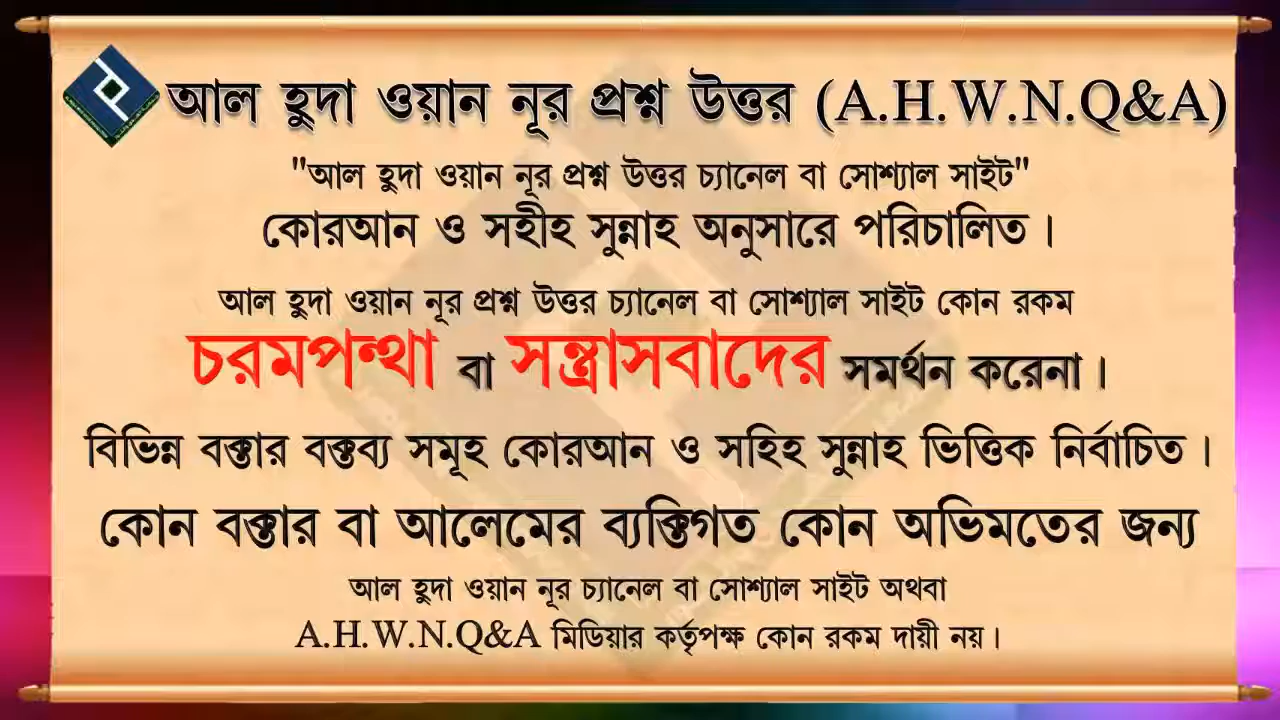 আল হুদা ওয়ান নূর প্রশ্ন উত্তর (A.H.W.N.Q&A)
"আল হুদা ওয়ান নূর প্রশ্ন উত্তর চ্যানেল বা সোশ্যাল সাইট"
কোরআন ও সহীহ সুন্নাহ অনুসারে পরিচালিত।
আল হুদা ওয়ান নূর প্রশ্ন উত্তর চ্যানেল বা সোশ্যাল সাইট কোন রকম
চরমপন্থা বা সন্ত্রাসবাদের সমর্থন করেনা।
বিভিন্ন বক্তার বক্তব্য সমূহ কোরআন ও সহিহ সুন্নাহ ভিত্তিক নির্বাচিত।
কোন বক্তার বা আলেমের ব্যক্তিগত কোন অভিমতের জন্য
আল হুদা ওয়ান নূর চ্যানেল বা সোশ্যাল সাইট অথবা
A.H.W.N.Q&A মিডিয়ার কর্তৃপক্ষ কোন রকম দায়ী নয়।